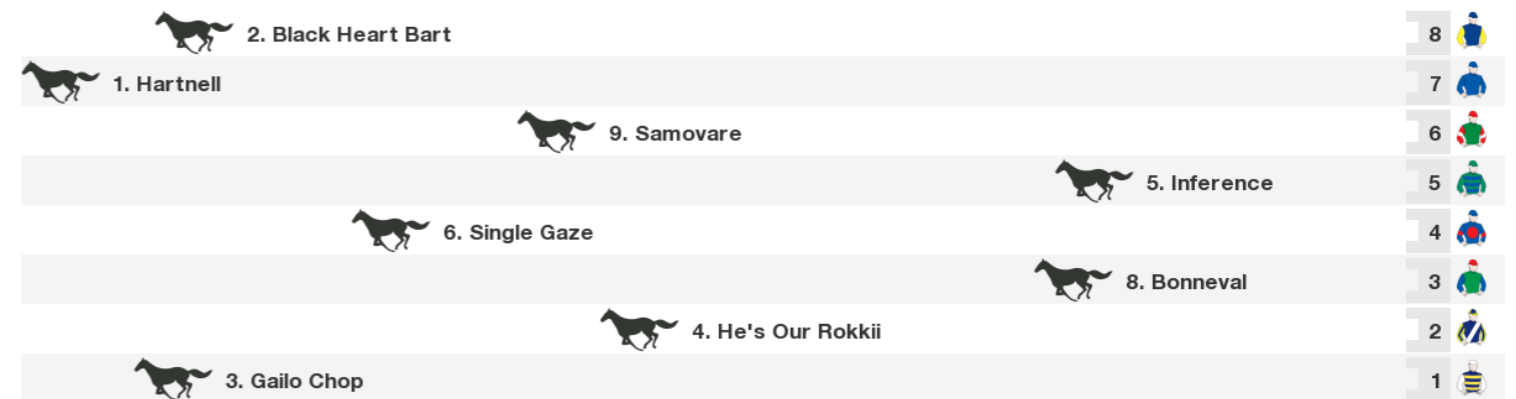 2. Black Heart Bart 8
1. Hartnell 7
9. Samovare 6
5. Inference 5
6. Single Gaze 4
8. Bonneval 3
4. He's Our Rokkii 2
3. Gailo Chop 1